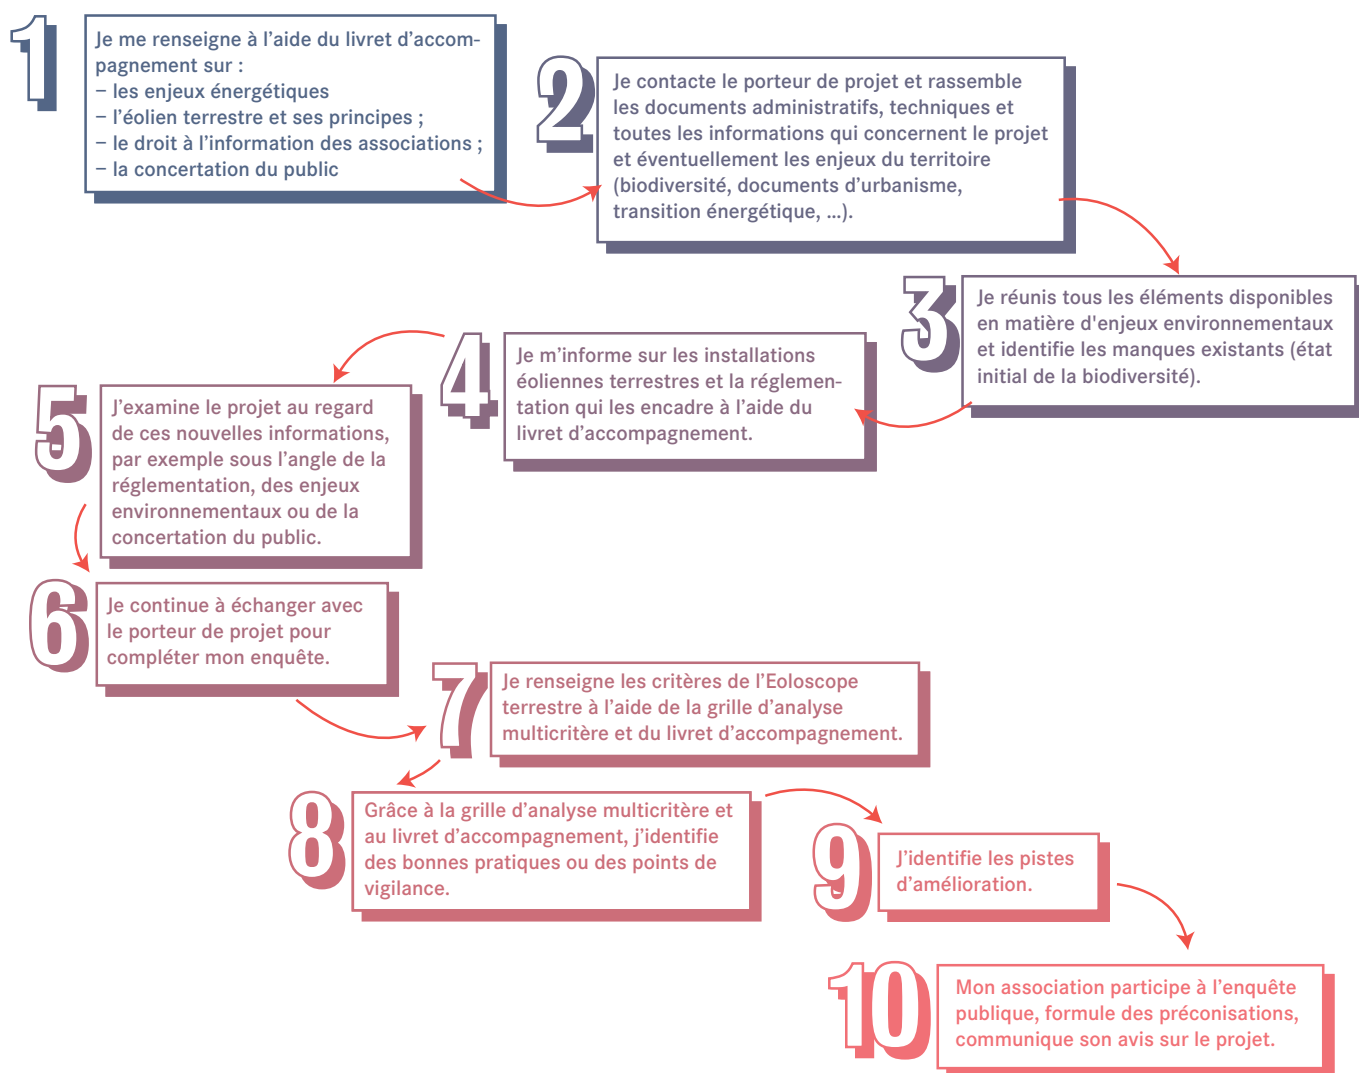 1
Je me renseigne à l’aide du livret d’accom-
pagnement sur :
– les enjeux énergétiques
– l’éolien terrestre et ses principes ;
– le droit à l’information des associations ;
– la concertation du public
2
Je contacte le porteur de projet et rassemble
les documents administratifs, techniques et
toutes les informations qui concernent le projet
et éventuellement les enjeux du territoire
(biodiversité, documents d’urbanisme,
transition énergétique, ...).
3
Je réunis tous les éléments disponibles
en matière d'enjeux environnementaux
et identifie les manques existants (état
initial de la biodiversité).
4
Je m’informe sur les installations
éoliennes terrestres et la réglemen-
tation qui les encadre à l’aide du
livret d’accompagnement.
5
J’examine le projet au regard
de ces nouvelles informations,
par exemple sous l’angle de la
réglementation, des enjeux
environnementaux ou de la
concertation du public.
6
Je continue à échanger avec
le porteur de projet pour
compléter mon enquête.
7
Je renseigne les critères de l’Eoloscope
terrestre à l’aide de la grille d’analyse
multicritère et du livret d’accompagnement.
8
Grâce à la grille d’analyse multicritère et
au livret d’accompagnement, j’identifie
des bonnes pratiques ou des points de
vigilance.
9
J’identifie les pistes
d’amélioration.
10
Mon association participe à l’enquête
publique, formule des préconisations,
communique son avis sur le projet.